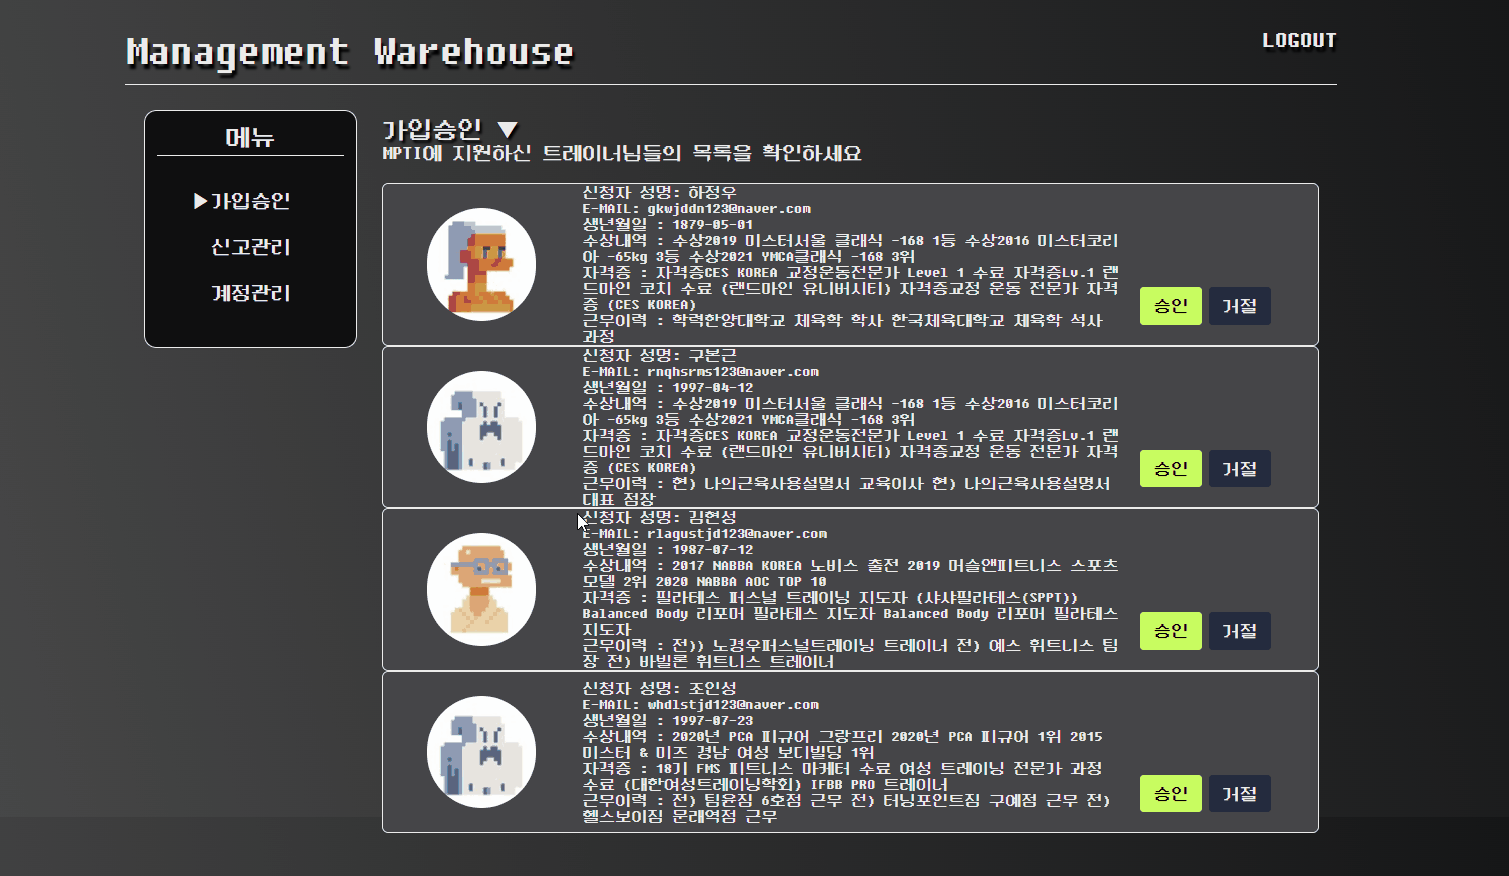 Management Warehouse
LOGOUT
메뉴
▶가입승인
신고관리
계정관리
가입승인 ▼
MPTI에 지원하신 트레이너님들의 목록을 확인하세요
신청자 성명: 하정우
E-MAIL: gkwjddn123@naver.com
생년월일 : 1879-05-01
수상내역 : 수상2019 미스터서울 클래식 -168 1등 수상2016 미스터코리
아 -65kg 3등 수상2021 YMCA클래식 -168 3위
자격증 : 자격증CES KOREA 교정운동전문가 Level 1 수료 자격증Lv.1 랜
드마인 코치 수료 (랜드마인 유니버시티) 자격증교정 운동 전문가 자격
증 (CES KOREA)
근무이력 : 학력한양대학교 체육학 학사 한국체육대학교 체육학 석사
과정
승인
거절
신청자 성명: 구본근
E-MAIL: rnqhsrms123@naver.com
생년월일 : 1997-04-12
수상내역 : 수상2019 미스터서울 클래식 -168 1등 수상2016 미스터코리
아 -65kg 3등 수상2021 YMCA클래식 -168 3위
자격증 : 자격증CES KOREA 교정운동전문가 Level 1 수료 자격증Lv.1 랜
드마인 코치 수료 (랜드마인 유니버시티) 자격증교정 운동 전문가 자격
증 (CES KOREA)
근무이력 : 현) 나의근육사용설명서 교육이사 현) 나의근육사용설명서
대표 점장
승인
거절
신청자 성명: 김현성
E-MAIL: rlagustjd123@naver.com
생년월일 : 1987-07-12
수상내역 : 2017 NABBA KOREA 노비스 출전 2019 머슬앤피트니스 스포츠
모델 2위 2020 NABBA AOC TOP 10
자격증 : 필라테스 퍼스널 트레이닝 지도자 (샤샤필라테스(SPPT))
Balanced Body 리포머 필라테스 지도자 Balanced Body 리포머 필라테스
지도자
근무이력 : 전)) 노경우퍼스널트레이닝 트레이너 전) 에스 휘트니스 팀
장 전) 바빌론 휘트니스 트레이너
승인
거절
신청자 성명: 조인성
E-MAIL: whdlstjd123@naver.com
생년월일 : 1997-07-23
수상내역 : 2020년 PCA 피규어 그랑프리 2020년 PCA 피규어 1위 2015
미스터 & 미즈 경남 여성 보디빌딩 1위
자격증 : 18기 FMS 피트니스 마케터 수료 여성 트레이닝 전문가 과정
수료 (대한여성트레이닝학회) IFBB PRO 트레이너
근무이력 : 전) 팀윤짐 6호점 근무 전) 터닝포인트짐 구에점 근무 전)
헬스보이짐 문래역점 근무
승인
거절